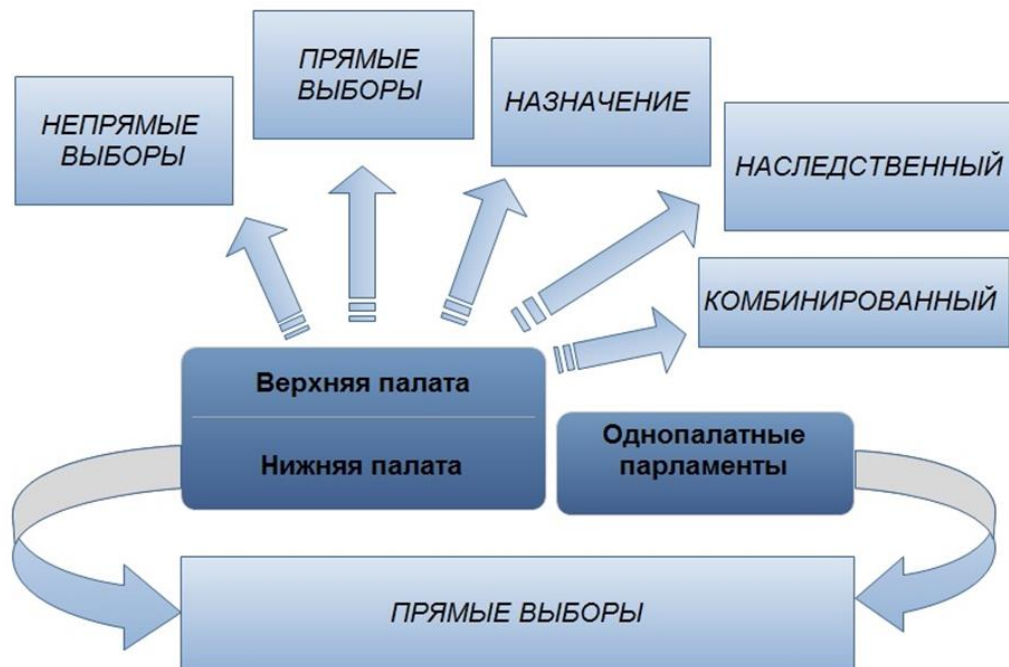 НЕПРЯМЫЕ
ВЫБОРЫ
ПРЯМЫЕ
ВЫБОРЫ
НАЗНАЧЕНИЕ
НАСЛЕДСТВЕННЫЙ
КОМБИНИРОВАННЫЙ
Верхняя палата
Нижняя палата
Однопалатные
парламенты
ПРЯМЫЕ ВЫБОРЫ